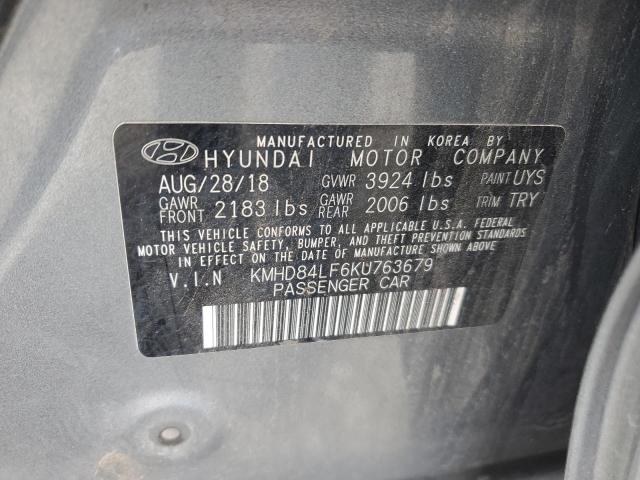 MANUFACTURED IN KOREA BY
HYUNDAI MOTOR COMPANY
AUG/28/18 GVWR 3924 lbs PAINT UYS
GAWR FRONT 2183 lbs GAWR REAR 2006 lbs TRIM TRY
THIS VEHICLE CONFORMS TO ALL APPLICABLE U.S.A. FEDERAL
MOTOR VEHICLE SAFETY, BUMPER, AND THEFT PREVENTION STANDARDS
IN EFFECT ON THE DATE OF MANUFACTURE SHOWN ABOVE.
V.I.N KMHD84LF6KU763679
PASSENGER CAR